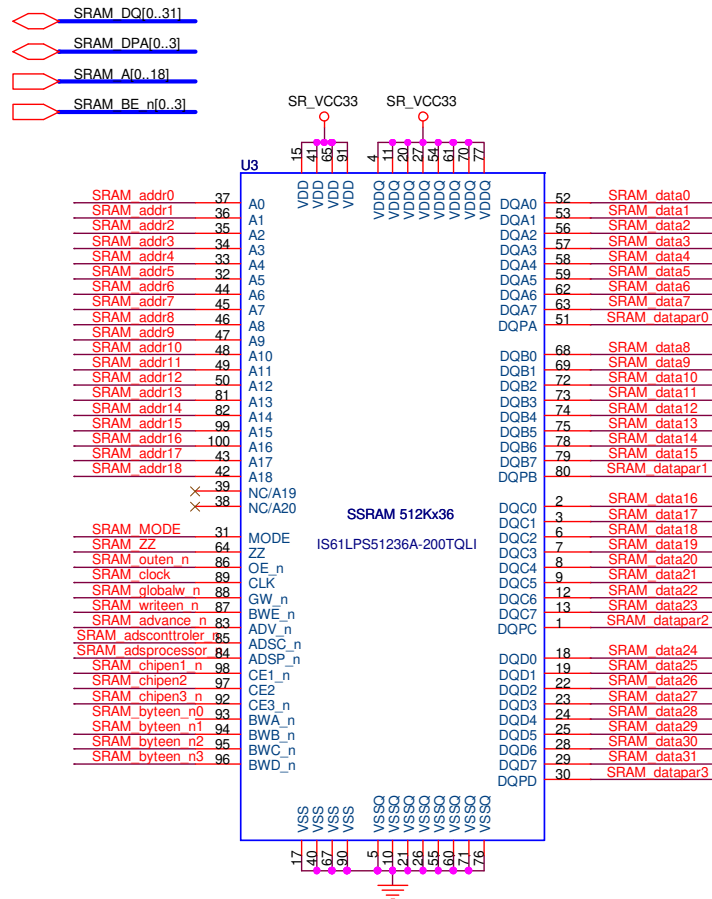 SRAM_DQ[0..31]
SRAM_DPA[0..3]
SRAM_A[0..18]
SRAM_BE_n[0..3]
SR_VCC33 SR_VCC33
15 41 65 91 4 11 20 27 54 61 70 77
U3
VDD VDD VDD VDD VDDQ VDDQ VDDQ VDDQ VDDQ VDDQ VDDQ VDDQ
SRAM_addr0 37 A0 DQA0 52 SRAM_data0
SRAM_addr1 36 A1 DQA1 53 SRAM_data1
SRAM_addr2 35 A2 DQA2 56 SRAM_data2
SRAM_addr3 34 A3 DQA3 57 SRAM_data3
SRAM_addr4 33 A4 DQA4 58 SRAM_data4
SRAM_addr5 32 A5 DQA5 59 SRAM_data5
SRAM_addr6 44 A6 DQA6 62 SRAM_data6
SRAM_addr7 45 A7 DQA7 63 SRAM_data7
SRAM_addr8 46 A8 DQPA 51 SRAM_datapar0
SRAM_addr9 47 A9
SRAM_addr10 48 A10 DQB0 68 SRAM_data8
SRAM_addr11 49 A11 DQB1 69 SRAM_data9
SRAM_addr12 50 A12 DQB2 72 SRAM_data10
SRAM_addr13 81 A13 DQB3 73 SRAM_data11
SRAM_addr14 82 A14 DQB4 74 SRAM_data12
SRAM_addr15 99 A15 DQB5 75 SRAM_data13
SRAM_addr16 100 A16 DQB6 78 SRAM_data14
SRAM_addr17 43 A17 DQB7 79 SRAM_data15
SRAM_addr18 42 A18 DQPB 80 SRAM_datapar1
39 NC/A19
38 NC/A20 DQC0 2 SRAM_data16
SSRAM 512Kx36 DQC1 3 SRAM_data17
SRAM_MODE 31 MODE DQC2 6 SRAM_data18
SRAM_ZZ 64 ZZ IS61LPS51236A-200TQLI DQC3 7 SRAM_data19
SRAM_outen_n 86 OE_n DQC4 8 SRAM_data20
SRAM_clock 89 CLK DQC5 9 SRAM_data21
SRAM_globalw_n 88 GW_n DQC6 12 SRAM_data22
SRAM_writeen_n 87 BWE_n DQC7 13 SRAM_data23
SRAM_advance_n 83 ADV_n DQPC 1 SRAM_datapar2
SRAM_adsconttroler_n 85 ADSC_n
SRAM_adsprocessor_n 84 ADSP_n DQD0 18 SRAM_data24
SRAM_chipen1_n 98 CE1_n DQD1 19 SRAM_data25
SRAM_chipen2 97 CE2 DQD2 22 SRAM_data26
SRAM_chipen3_n 92 CE3_n DQD3 23 SRAM_data27
SRAM_byteen_n0 93 BWA_n DQD4 24 SRAM_data28
SRAM_byteen_n1 94 BWB_n DQD5 25 SRAM_data29
SRAM_byteen_n2 95 BWC_n DQD6 28 SRAM_data30
SRAM_byteen_n3 96 BWD_n DQD7 29 SRAM_data31
DQPD 30 SRAM_datapar3
VSS VSS VSS VSS VSSQ VSSQ VSSQ VSSQ VSSQ VSSQ VSSQ VSSQ
17 40 67 90 5 10 21 26 55 60 71 76